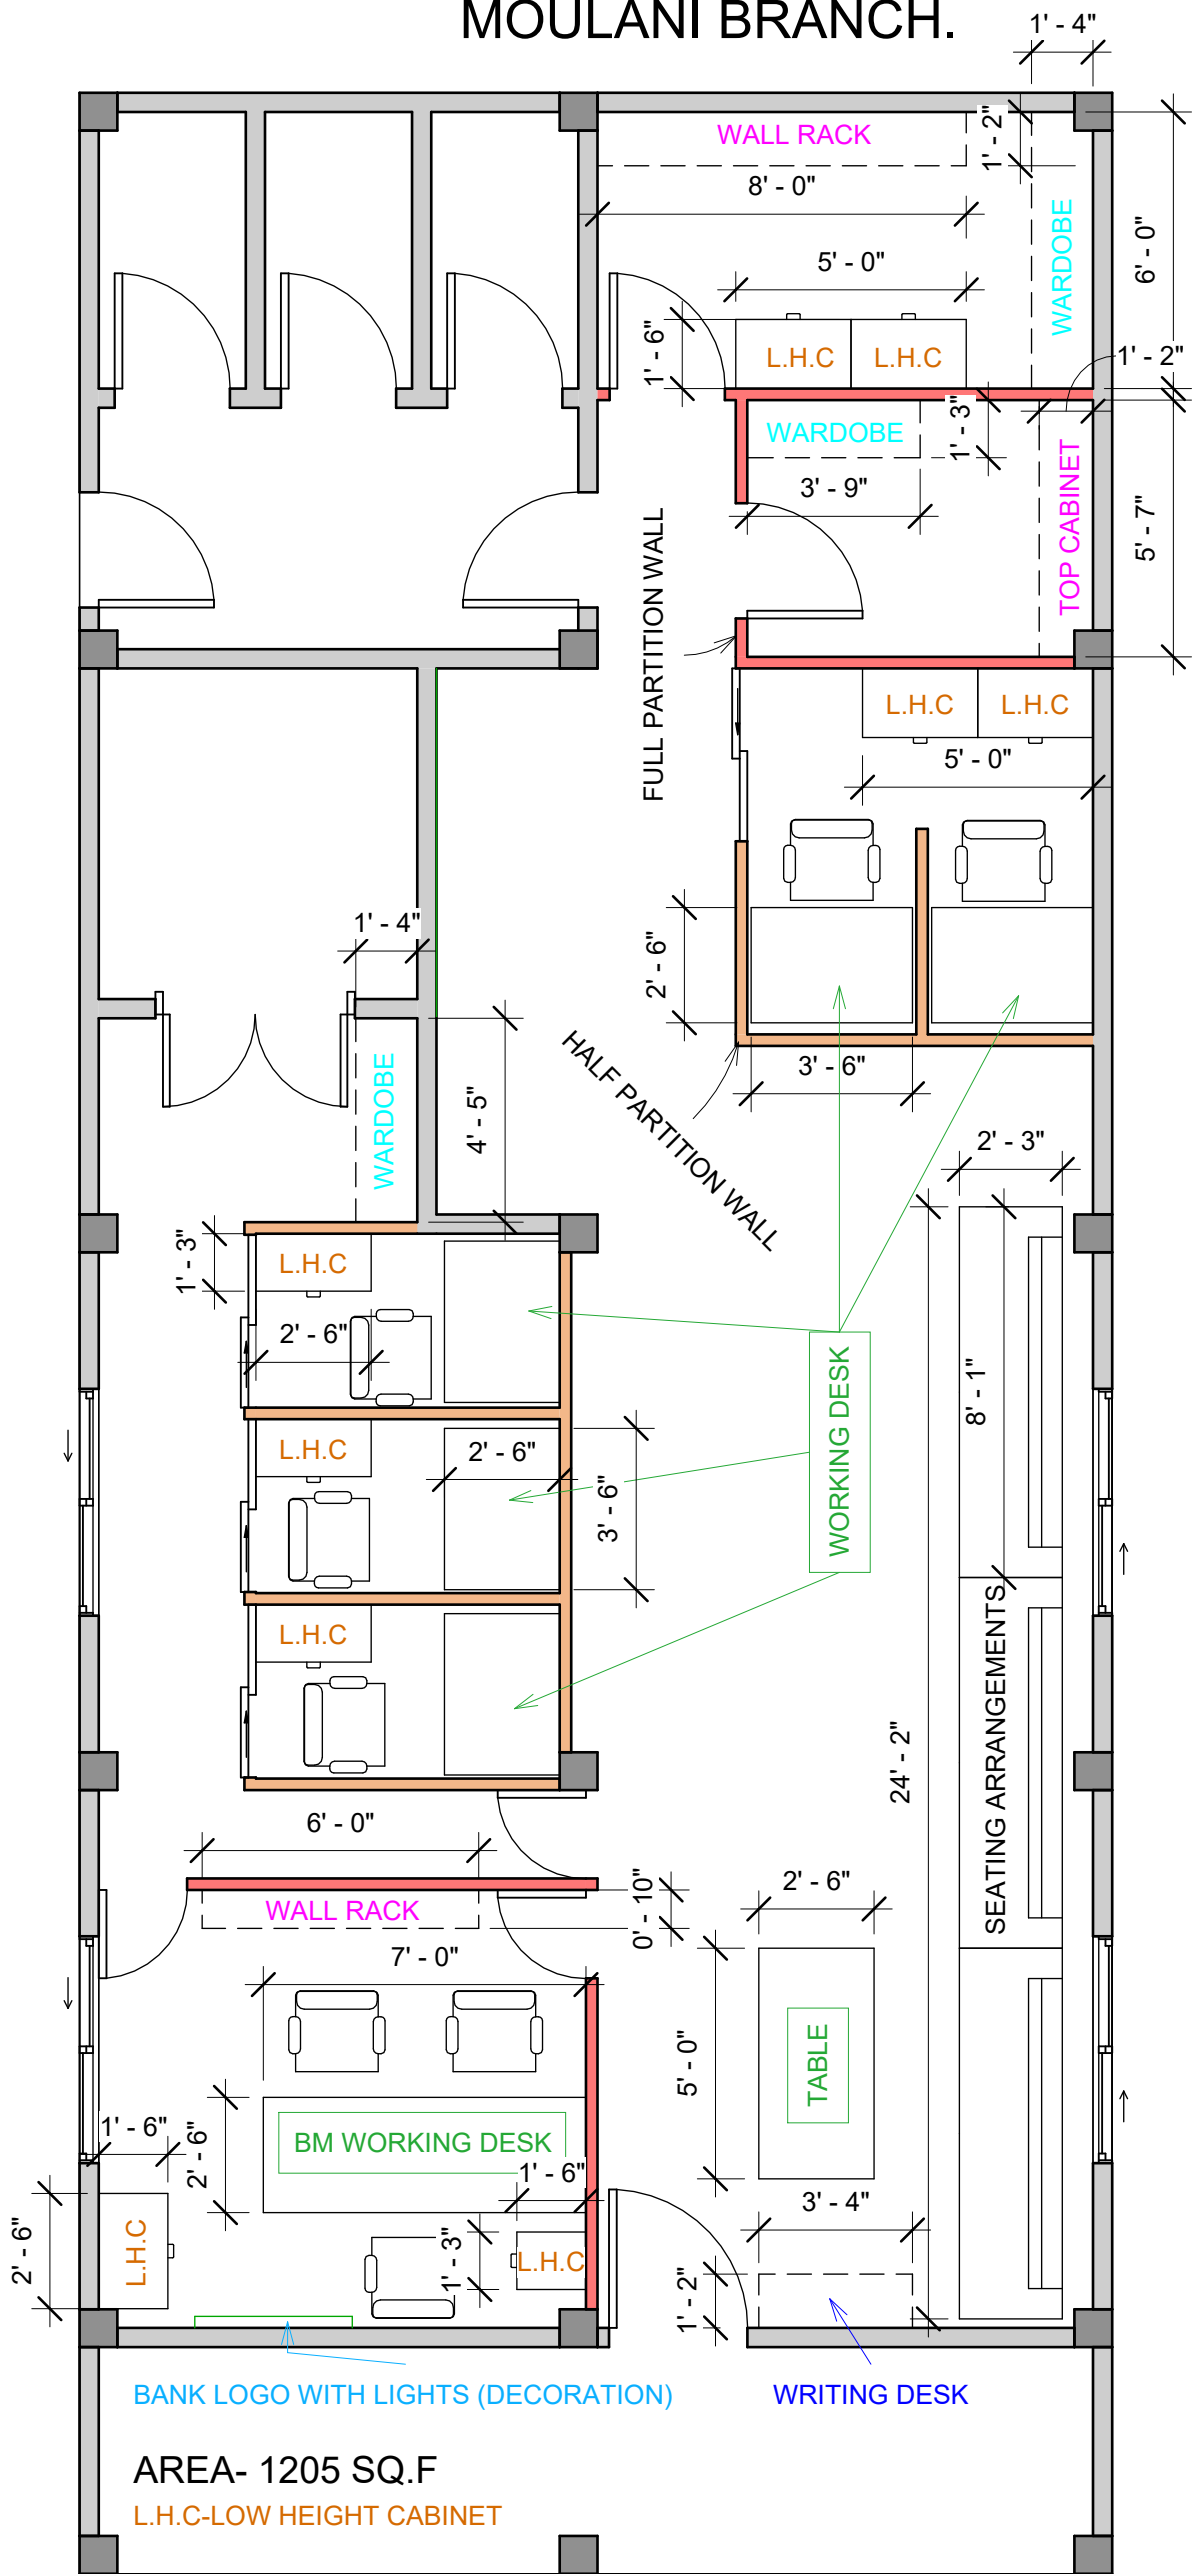 MOULANI BRANCH.
1' - 4"
WALL RACK
1' - 2"
8' - 0"
WARDOBE
6' - 0"
5' - 0"
1' - 6"
L.H.C
L.H.C
1' - 2"
WARDOBE
1' - 3"
3' - 9"
TOP CABINET
5' - 7"
FULL PARTITION WALL
L.H.C
L.H.C
5' - 0"
1' - 4"
2' - 6"
HALF PARTITION WALL
3' - 6"
WARDOBE
4' - 5"
2' - 3"
1' - 3"
L.H.C
2' - 6"
WORKING DESK
8' - 1"
L.H.C
2' - 6"
3' - 6"
L.H.C
SEATING ARRANGEMENTS
24' - 2"
6' - 0"
WALL RACK
0' - 10"
2' - 6"
7' - 0"
5' - 0"
TABLE
1' - 6"
2' - 6"
BM WORKING DESK
1' - 6"
3' - 4"
2' - 6"
L.H.C
1' - 3"
L.H.C
1' - 2"
BANK LOGO WITH LIGHTS (DECORATION)
WRITING DESK
AREA- 1205 SQ.F
L.H.C-LOW HEIGHT CABINET